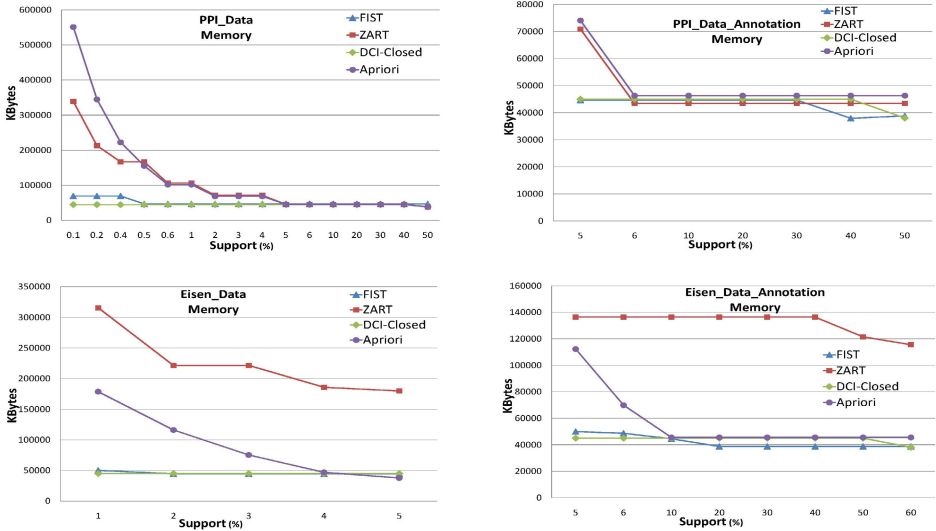 PPI_Data
Memory
FIST
ZART
DCI-Closed
Apriori
KBytes
600000
500000
400000
300000
200000
100000
0
0.1 0.2 0.4 0.5 0.6 1 2 3 4 5 6 10 20 30 40 50
Support (%)
PPI_Data_Annotation
Memory
FIST
ZART
DCI-Closed
Apriori
KBytes
80000
70000
60000
50000
40000
30000
20000
10000
0
5 6 10 20 30 40 50
Support (%)
Eisen_Data
Memory
FIST
ZART
DCI-Closed
Apriori
KBytes
350000
300000
250000
200000
150000
100000
50000
0
1 2 3 4 5
Support (%)
Eisen_Data_Annotation
Memory
FIST
ZART
DCI-Closed
Apriori
KBytes
160000
140000
120000
100000
80000
60000
40000
20000
0
5 6 10 20 30 40 50 60
Support (%)